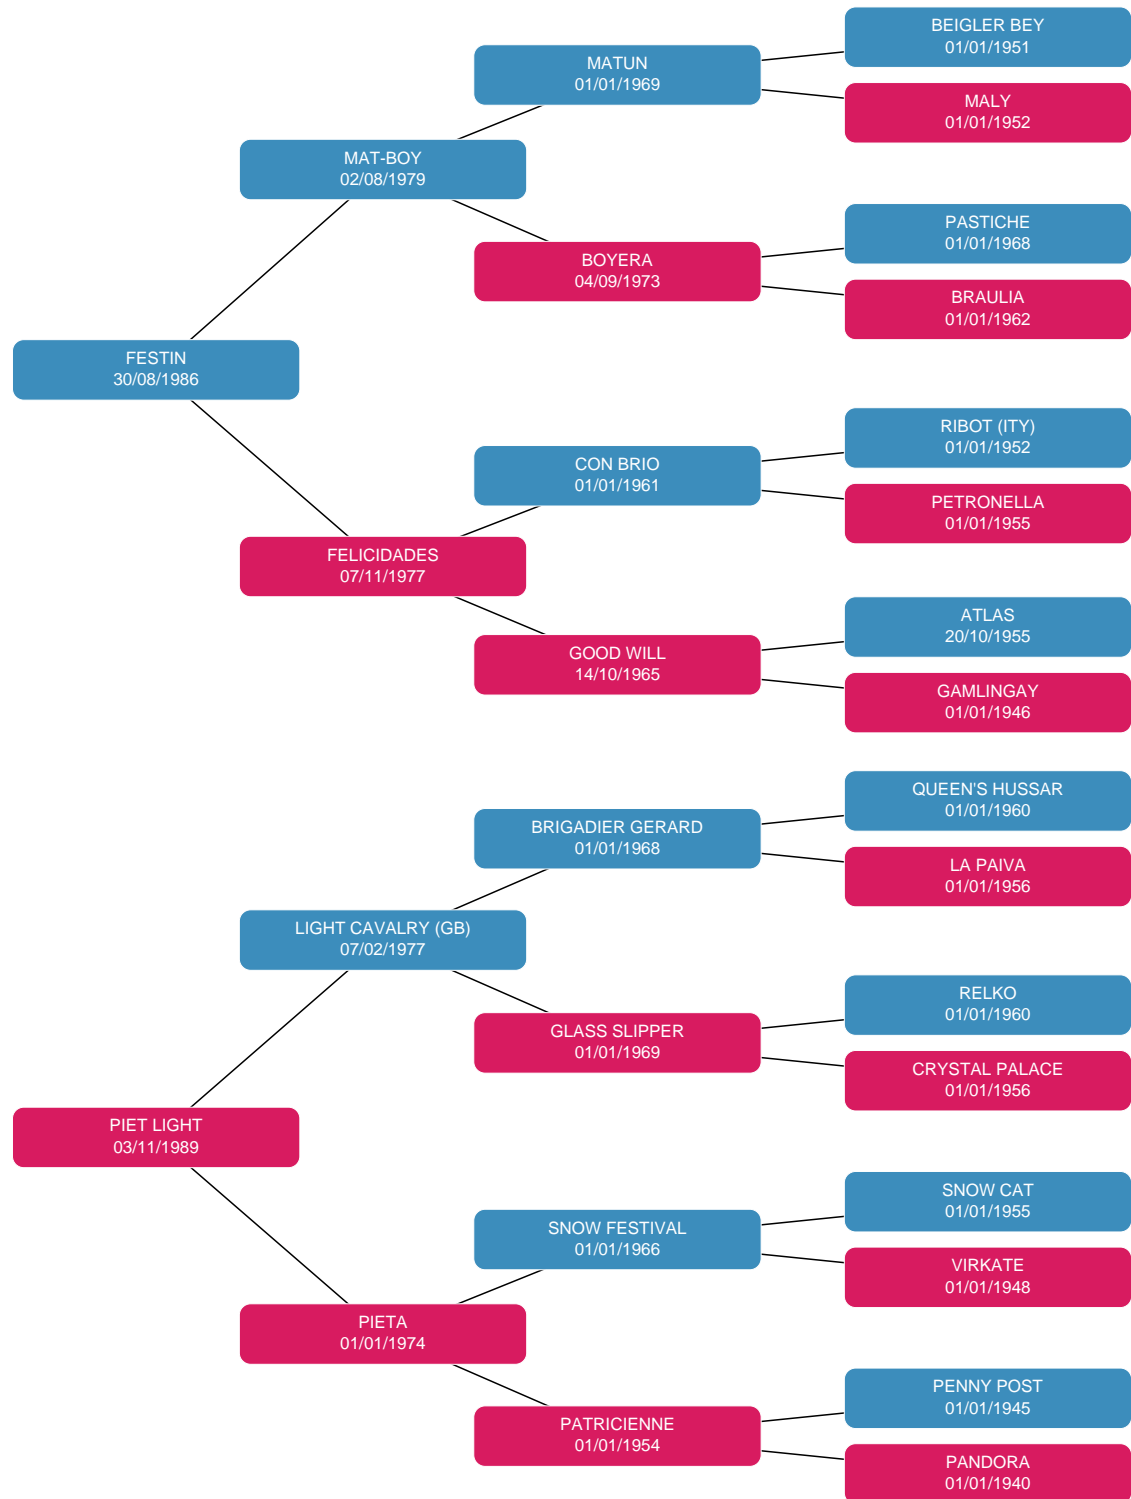 BEIGLER BEY
01/01/1951
MATUN
01/01/1969
MALY
01/01/1952
MAT-BOY
02/08/1979
PASTICHE
01/01/1968
BOYERA
04/09/1973
BRAULIA
01/01/1962
FESTIN
30/08/1986
RIBOT (ITY)
01/01/1952
CON BRIO
01/01/1961
PETRONELLA
01/01/1955
FELICIDADES
07/11/1977
ATLAS
20/10/1955
GOOD WILL
14/10/1965
GAMLINGAY
01/01/1946
QUEEN'S HUSSAR
01/01/1960
BRIGADIER GERARD
01/01/1968
LA PAIVA
01/01/1956
LIGHT CAVALRY (GB)
07/02/1977
RELKO
01/01/1960
GLASS SLIPPER
01/01/1969
CRYSTAL PALACE
01/01/1956
PIET LIGHT
03/11/1989
SNOW CAT
01/01/1955
SNOW FESTIVAL
01/01/1966
VIRKATE
01/01/1948
PIETA
01/01/1974
PENNY POST
01/01/1945
PATRICIENNE
01/01/1954
PANDORA
01/01/1940